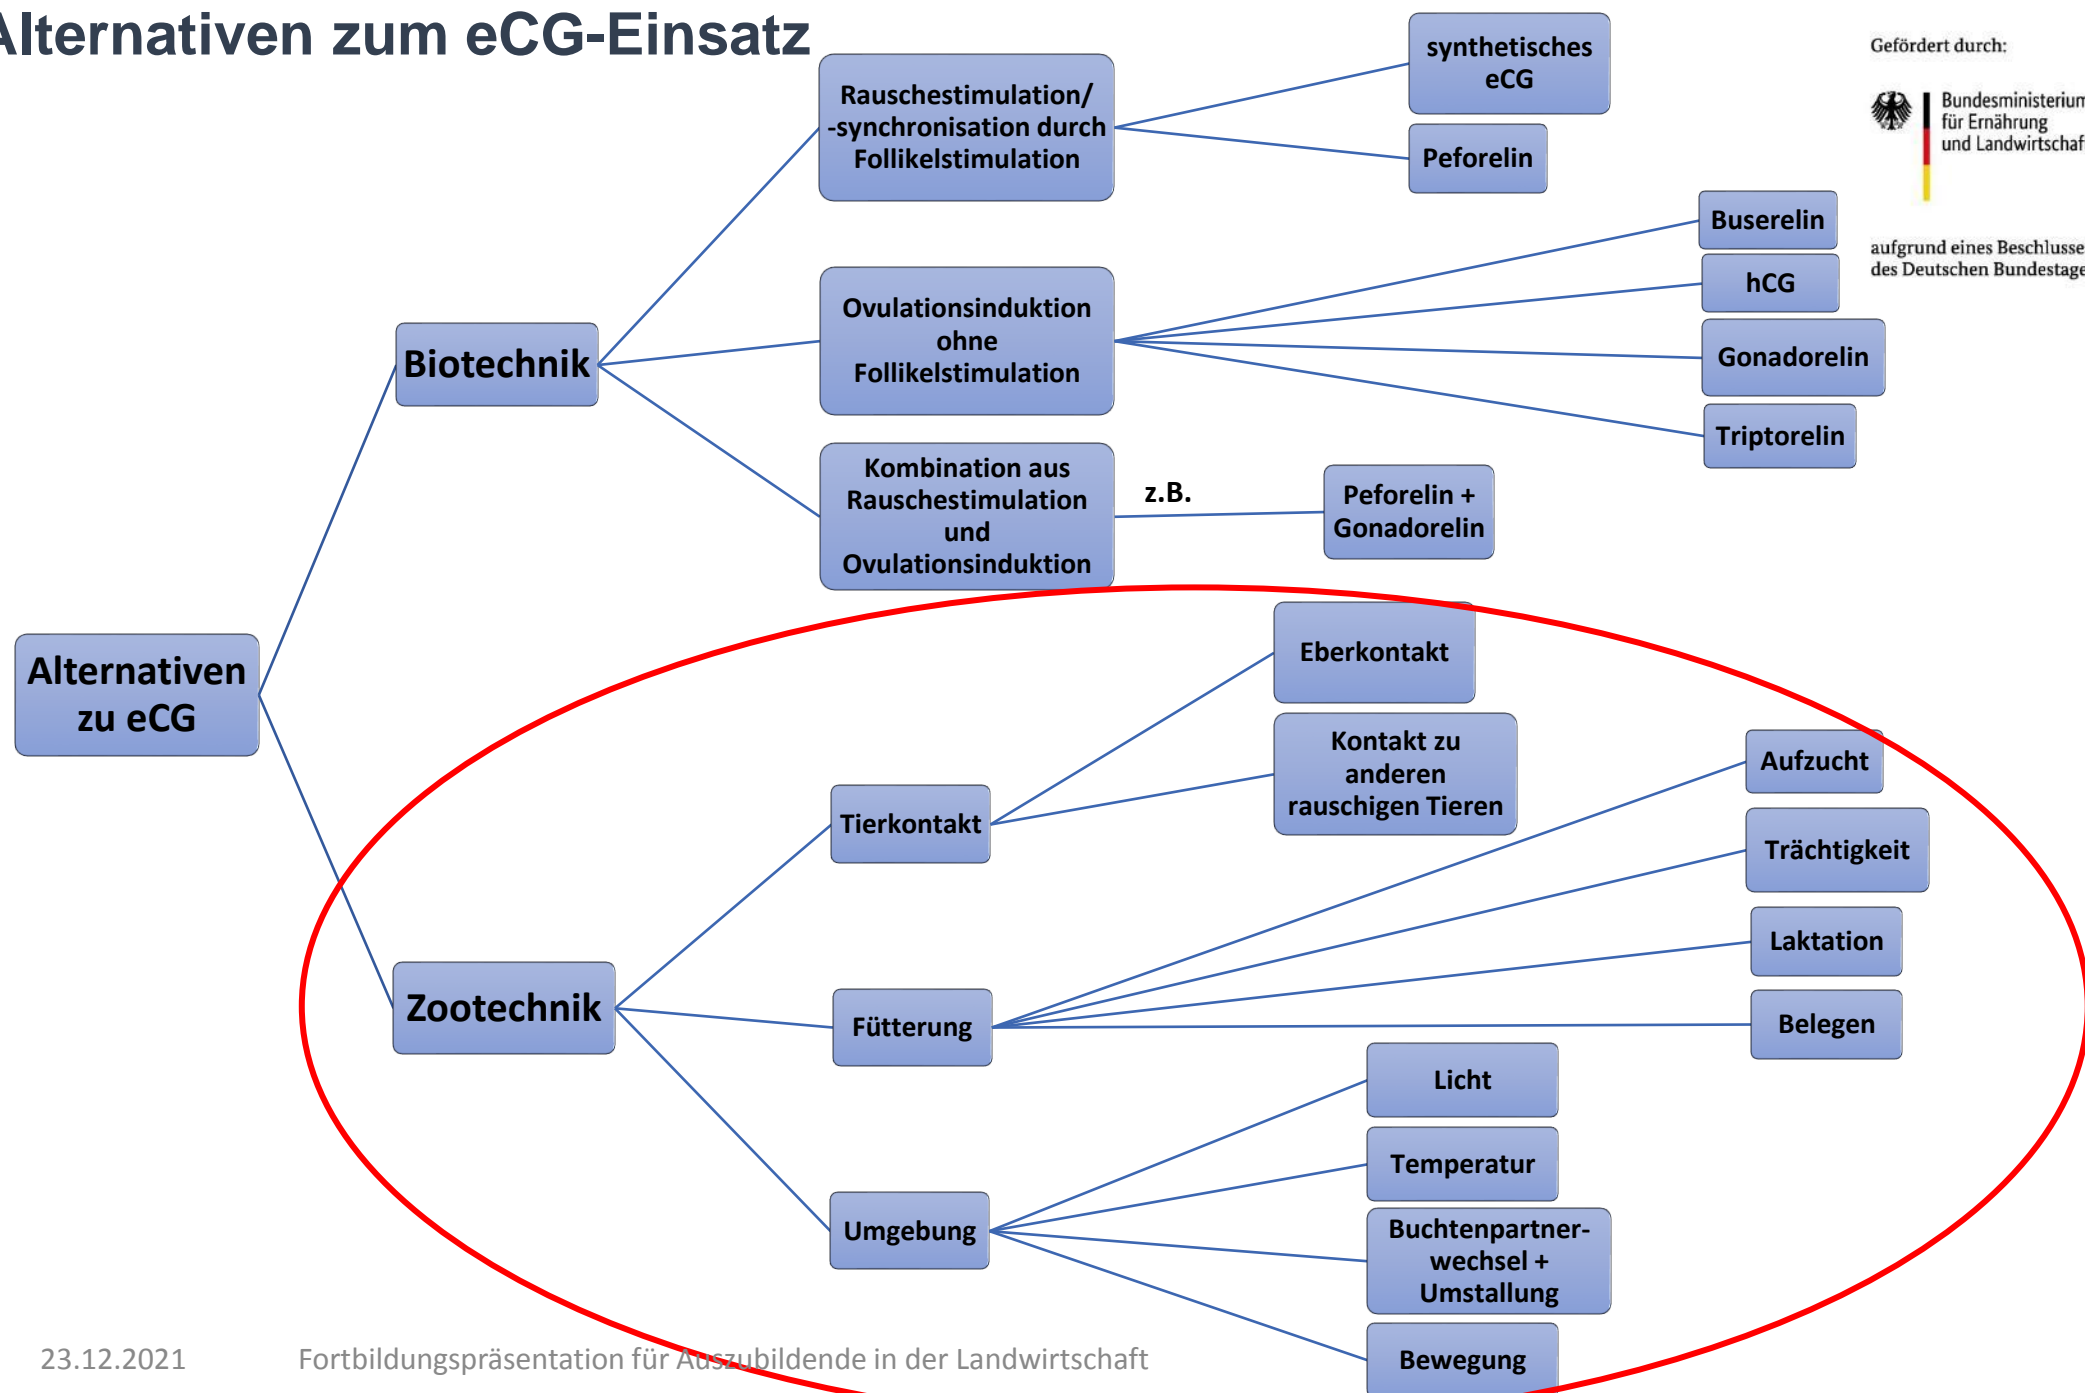 Alternativen zum eCG-Einsatz
Gefördert durch:
Bundesministerium
für Ernährung
und Landwirtschaf
aufgrund eines Beschlusse
des Deutschen Bundestage
Alternativen
zu eCG
Biotechnik
Rauschestimulation/
-synchronisation durch
Follikelstimulation
synthetisches
eCG
Peforelin
Ovulationsinduktion
ohne
Follikelstimulation
Buserelin
hCG
Gonadorelin
Triptorelin
Kombination aus
Rauschestimulation
und
Ovulationsinduktion
z.B.
Peforelin +
Gonadorelin
Zootechnik
Tierkontakt
Eberkontakt
Kontakt zu
anderen
rauschigen Tieren
Fütterung
Aufzucht
Trächtigkeit
Laktation
Belegen
Umgebung
Licht
Temperatur
Buchtenpartner-
wechsel +
Umstallung
Bewegung
23.12.2021
Fortbildungspräsentation für Auszubildende in der Landwirtschaft